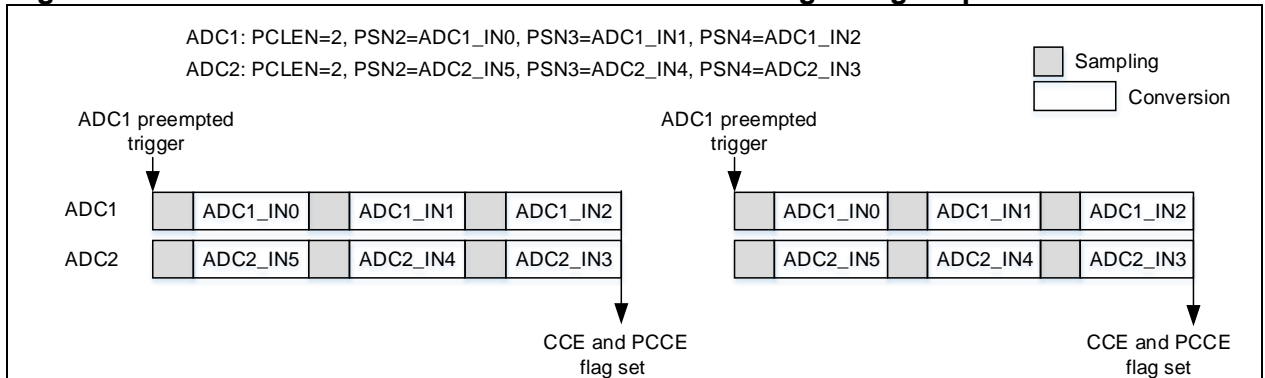 ADC1: PCLEN=2, PSN2=ADC1_IN0, PSN3=ADC1_IN1, PSN4=ADC1_IN2
ADC2: PCLEN=2, PSN2=ADC2_IN5, PSN3=ADC2_IN4, PSN4=ADC2_IN3
Sampling
Conversion
ADC1 preempted
trigger
ADC1 preempted
trigger
ADC1 ADC1_IN0 ADC1_IN1 ADC1_IN2 ADC1_IN0 ADC1_IN1 ADC1_IN2
ADC2 ADC2_IN5 ADC2_IN4 ADC2_IN3 ADC2_IN5 ADC2_IN4 ADC2_IN3
CCE and PCCE
flag set
CCE and PCCE
flag set